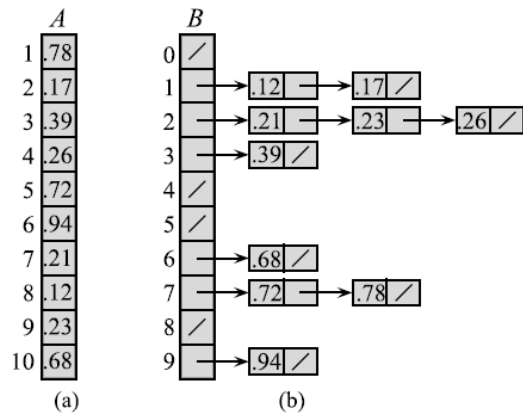 A B
1 .78 0 /
2 .17 1 .12 .17 /
3 .39 2 .21 .23 .26 /
4 .26 3 .39 /
5 .72 4 /
6 .94 5 /
7 .21 6 .68 /
8 .12 7 .72 .78 /
9 .23 8 /
10 .68 9 .94 /
(a) (b)